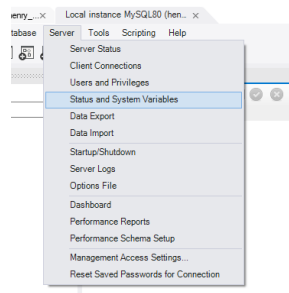 enry_...× Local instance MySQL80 (hen... ×
tabase Server Tools Scripting Help
Server Status
Client Connections
Users and Privileges
Status and System Variables
Data Export
Data Import
Startup/Shutdown
Server Logs
Options File
Dashboard
Performance Reports
Performance Schema Setup
Management Access Settings...
Reset Saved Passwords for Connection